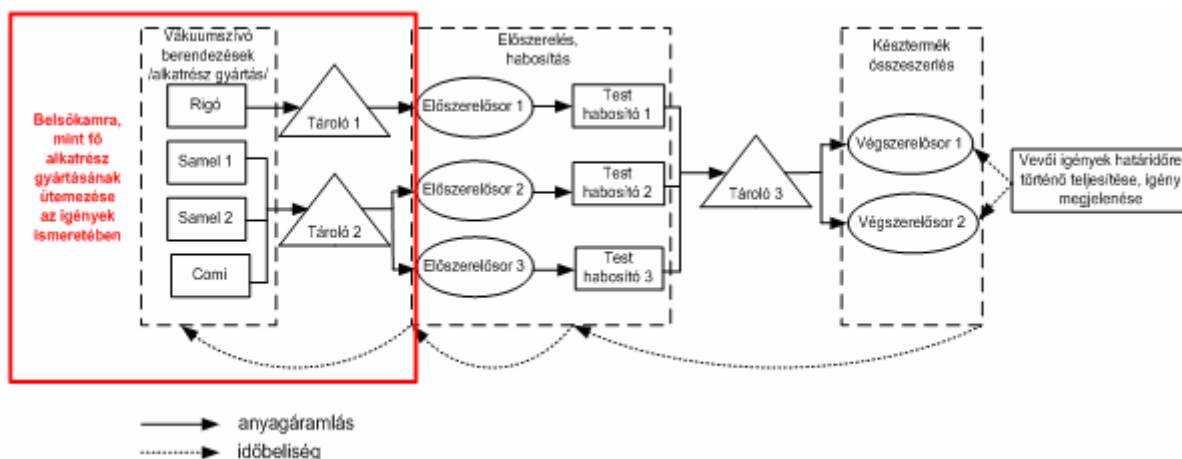 Belsőkamra,
mint fő
alkatrész
gyártásának
ütemezése
az igények
ismeretében
Vákuumszívó
berendezések
/alkatrész gyártás/
Rigó
Samel 1
Samel 2
Comi
Tároló 1
Tároló 2
Előszerelés,
habosítás
Előszerelősor 1
Előszerelősor 2
Előszerelősor 3
Test
habosító 1
Test
habosító 2
Test
habosító 3
Tároló 3
Késztermék
összeszerlés
Végszerelősor 1
Végszerelősor 2
Vevői igények határidőre
történő teljesítése, igény
megjelenése
anyagáramlás
időbeliség